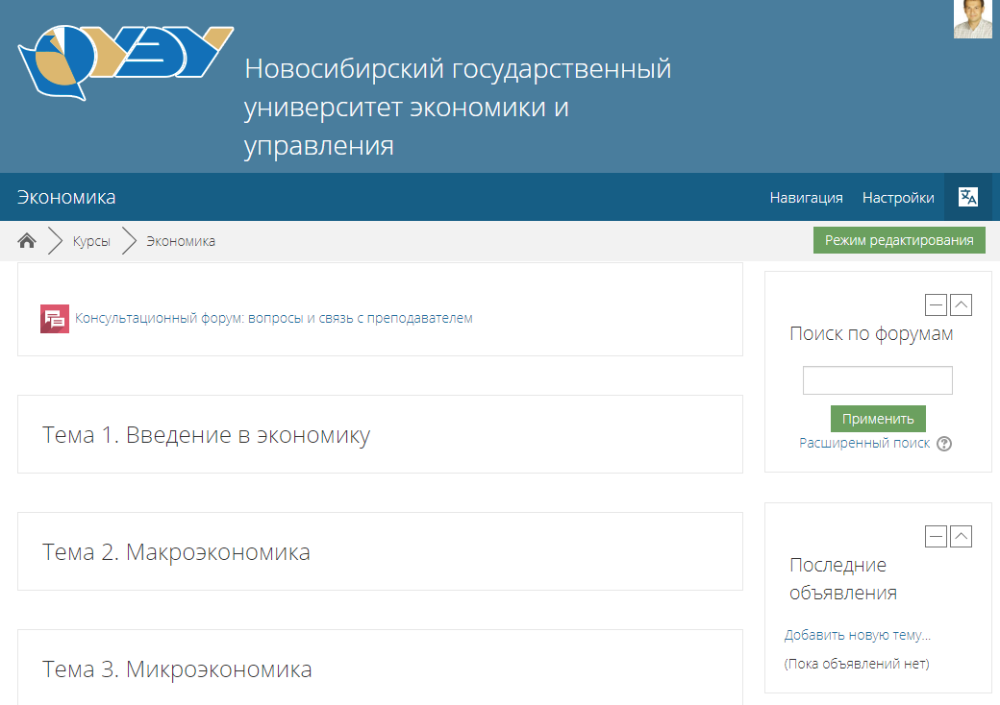 Новосибирский государственный
университет экономики и
управления
Экономика
Навигация Настройки
Курсы Экономика
Режим редактирования
Консультационный форум: вопросы и связь с преподавателем
Тема 1. Введение в экономику
Тема 2. Макроэкономика
Тема 3. Микроэкономика
Поиск по форумам
Применить
Расширенный поиск
Последние
объявления
Добавить новую тему...
(Пока объявлений нет)